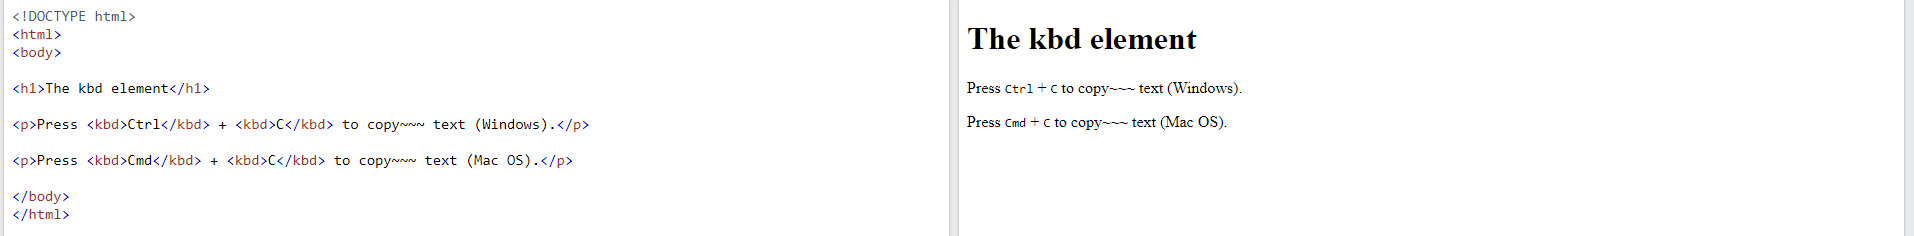 <!DOCTYPE html>
<html>
<body>
<h1>The kbd element</h1>
<p>Press <kbd>Ctrl</kbd> + <kbd>C</kbd> to copy~~~ text (Windows).</p>
<p>Press <kbd>Cmd</kbd> + <kbd>C</kbd> to copy~~~ text (Mac OS).</p>
</body>
</html>
The kbd element
Press Ctrl + C to copy~~~ text (Windows).
Press Cmd + C to copy~~~ text (Mac OS).